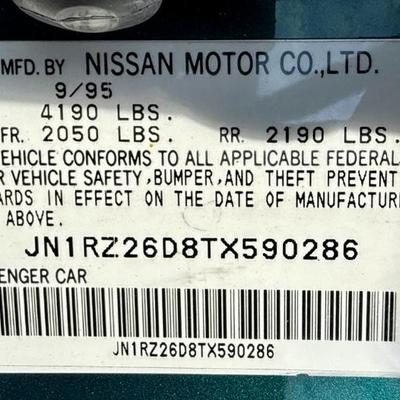 MFD. BY NISSAN MOTOR CO.,LTD.
9/95
4190 LBS.
FR. 2050 LBS. RR. 2190 LBS.
VEHICLE CONFORMS TO ALL APPLICABLE FEDERAL
VEHICLE SAFETY, BUMPER, AND THEFT PREVENT
ARDS IN EFFECT ON THE DATE OF MANUFACTURE
ABOVE.
JN1RZ26D8TX590286
ENGER CAR
JN1RZ26D8TX590286